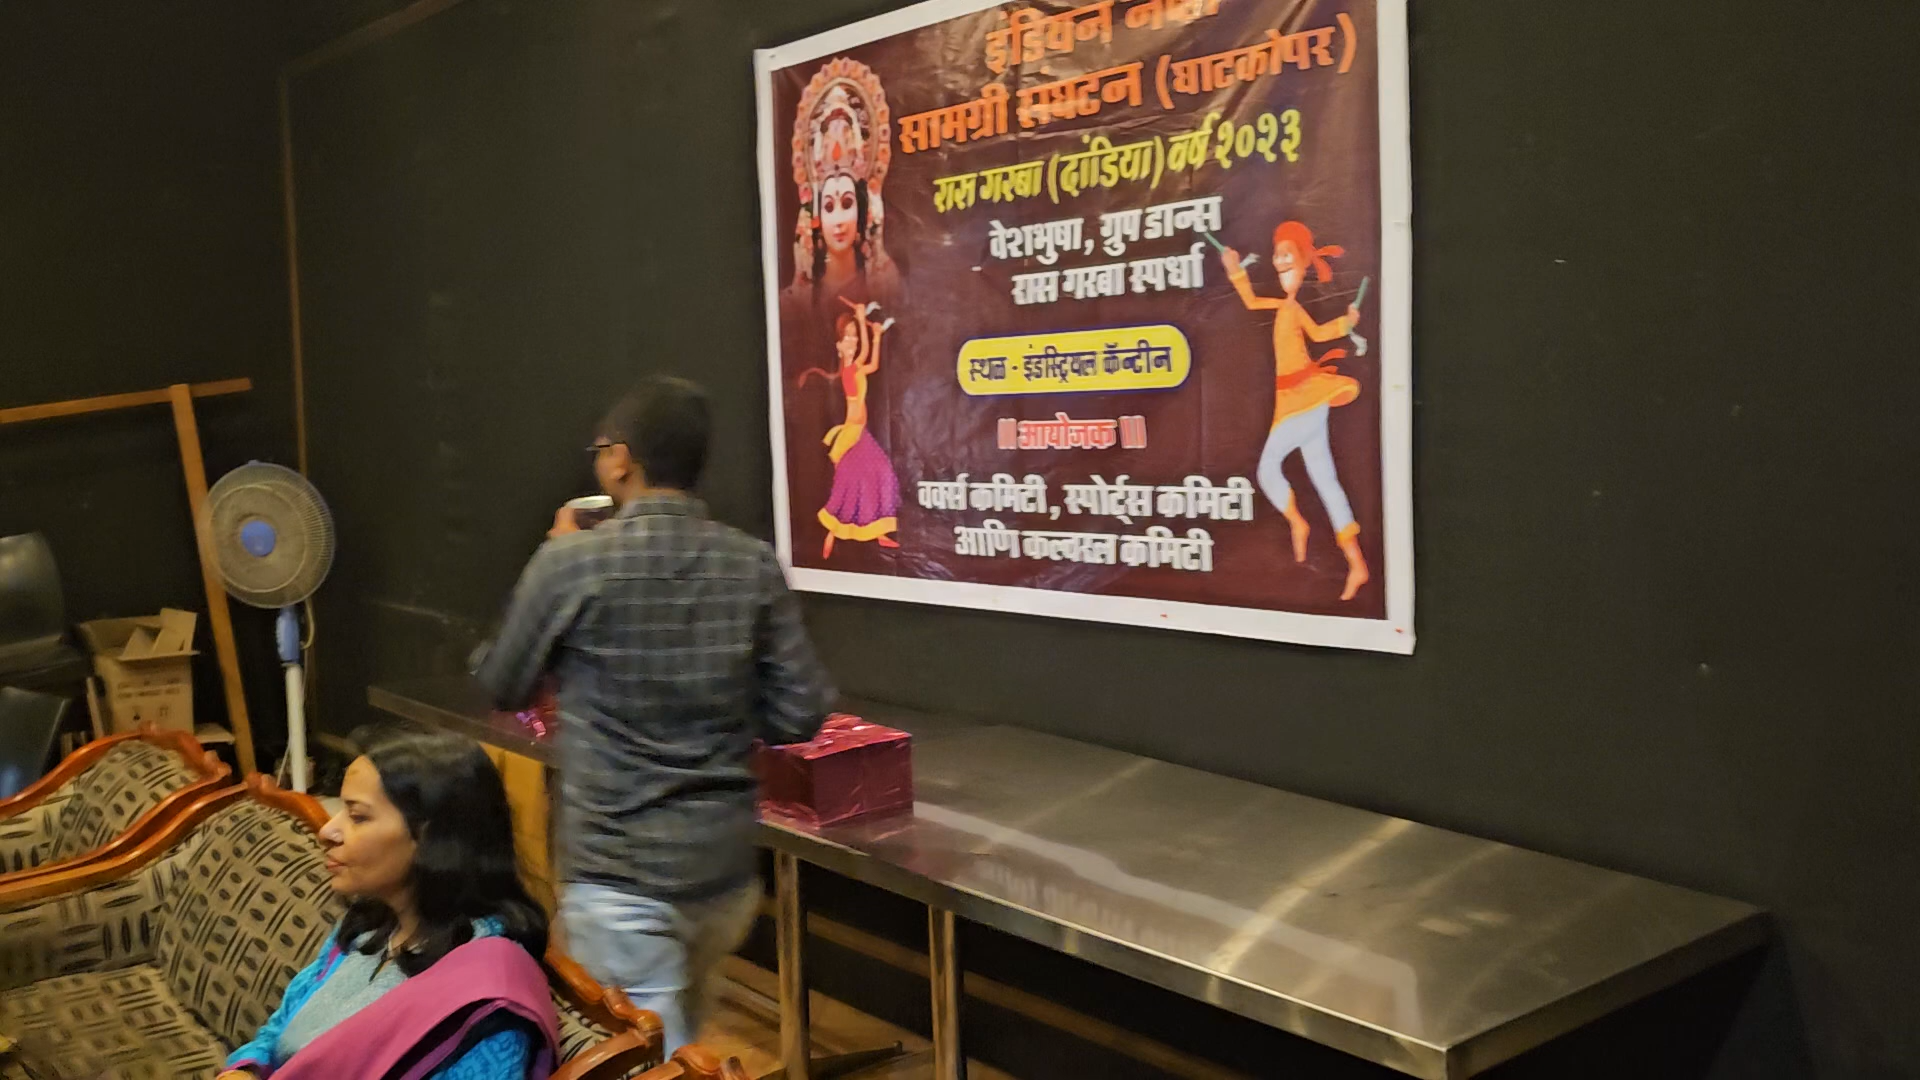 इंडियन
सामग्री संघटन (घाटकोपर)
रास गरबा (दांडिया) वर्ष २०२३
वेशभुषा, ग्रुप डान्स
रास गरबा स्पर्धा
स्थळ - इंडस्ट्रियल कॅन्टीन
॥ आयोजक ॥
वर्क्स कमिटी, स्पोर्ट्स कमिटी
आणि कल्चरल कमिटी